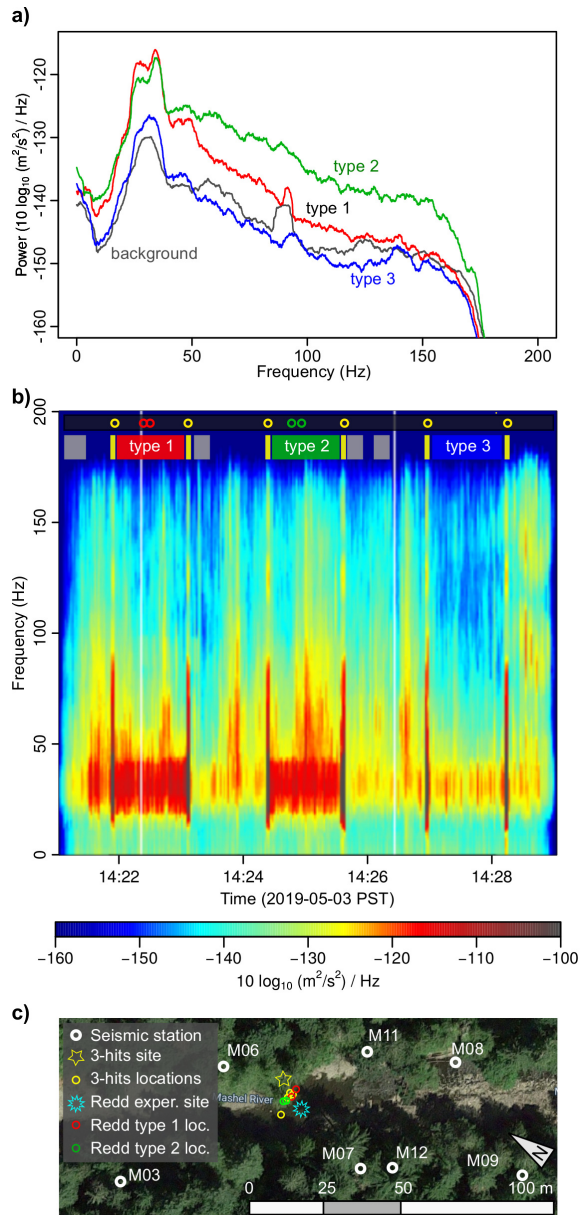 a)
Power (10 log10 (m²/s²) / Hz)
-120
-130
-140
-150
-160
type 2
type 1
background
type 3
0 50 100 150 200
Frequency (Hz)
b)
200
150
100
50
0
Frequency (Hz)
type 1 type 2 type 3
14:22 14:24 14:26 14:28
Time (2019-05-03 PST)
−160 −150 −140 −130 −120 −110 −100
10 log10 (m²/s²) / Hz
c)
Seismic station
3-hits site
3-hits locations
Redd exper. site
Redd type 1 loc.
Redd type 2 loc.
M06
M11
M08
Mashel River
M03
M07
M12
M09
N
0 25 50 100 m